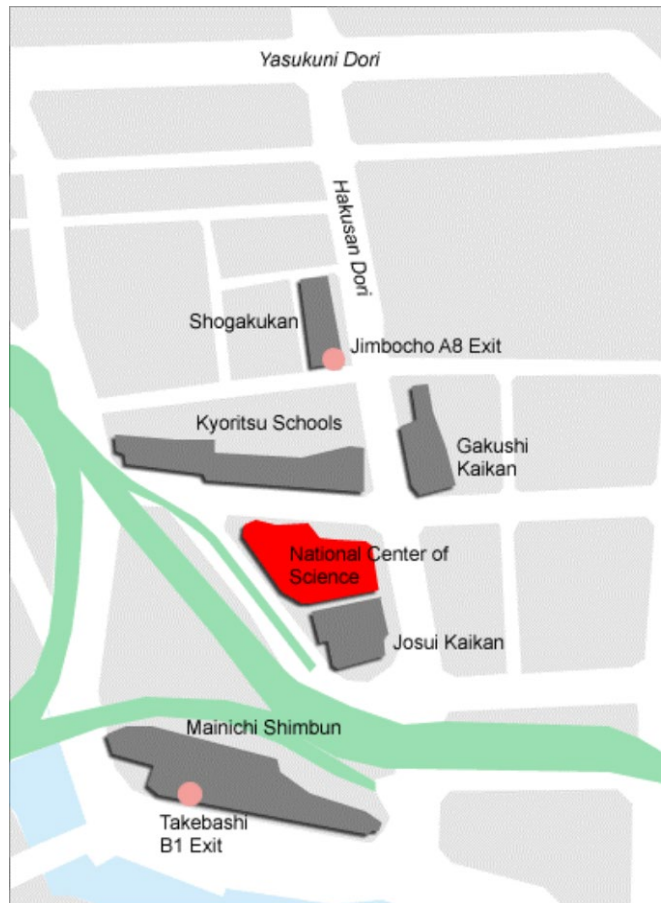 Yasukuni Dori
Hakusan Dori
Shogakukan
Jimbocho A8 Exit
Kyoritsu Schools
Gakushi
Kaikan
National Center of
Science
Josui Kaikan
Mainichi Shimbun
Takebashi
B1 Exit